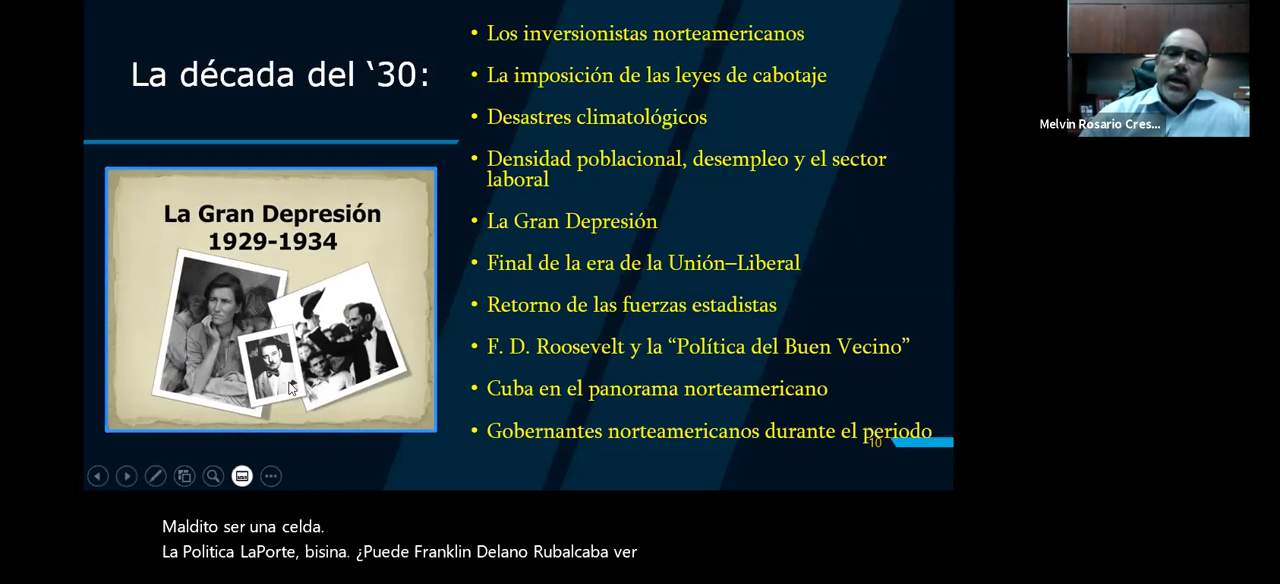 La década del ‘30:
La Gran Depresión
1929-1934
• Los inversionistas norteamericanos
• La imposición de las leyes de cabotaje
• Desastres climatológicos
• Densidad poblacional, desempleo y el sector
laboral
• La Gran Depresión
• Final de la era de la Unión–Liberal
• Retorno de las fuerzas estadistas
• F. D. Roosevelt y la “Política del Buen Vecino”
• Cuba en el panorama norteamericano
• Gobernantes norteamericanos durante el periodo
10
Melvin Rosario Cres...
Maldito ser una celda.
La Politica LaPorte, bisina. ¿Puede Franklin Delano Rubalcaba ver